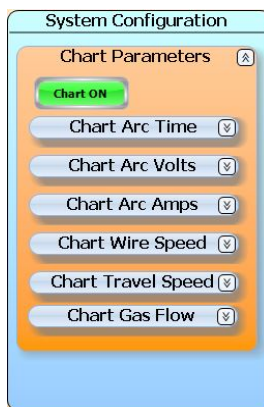 System Configuration
Chart Parameters
Chart ON
Chart Arc Time
Chart Arc Volts
Chart Arc Amps
Chart Wire Speed
Chart Travel Speed
Chart Gas Flow